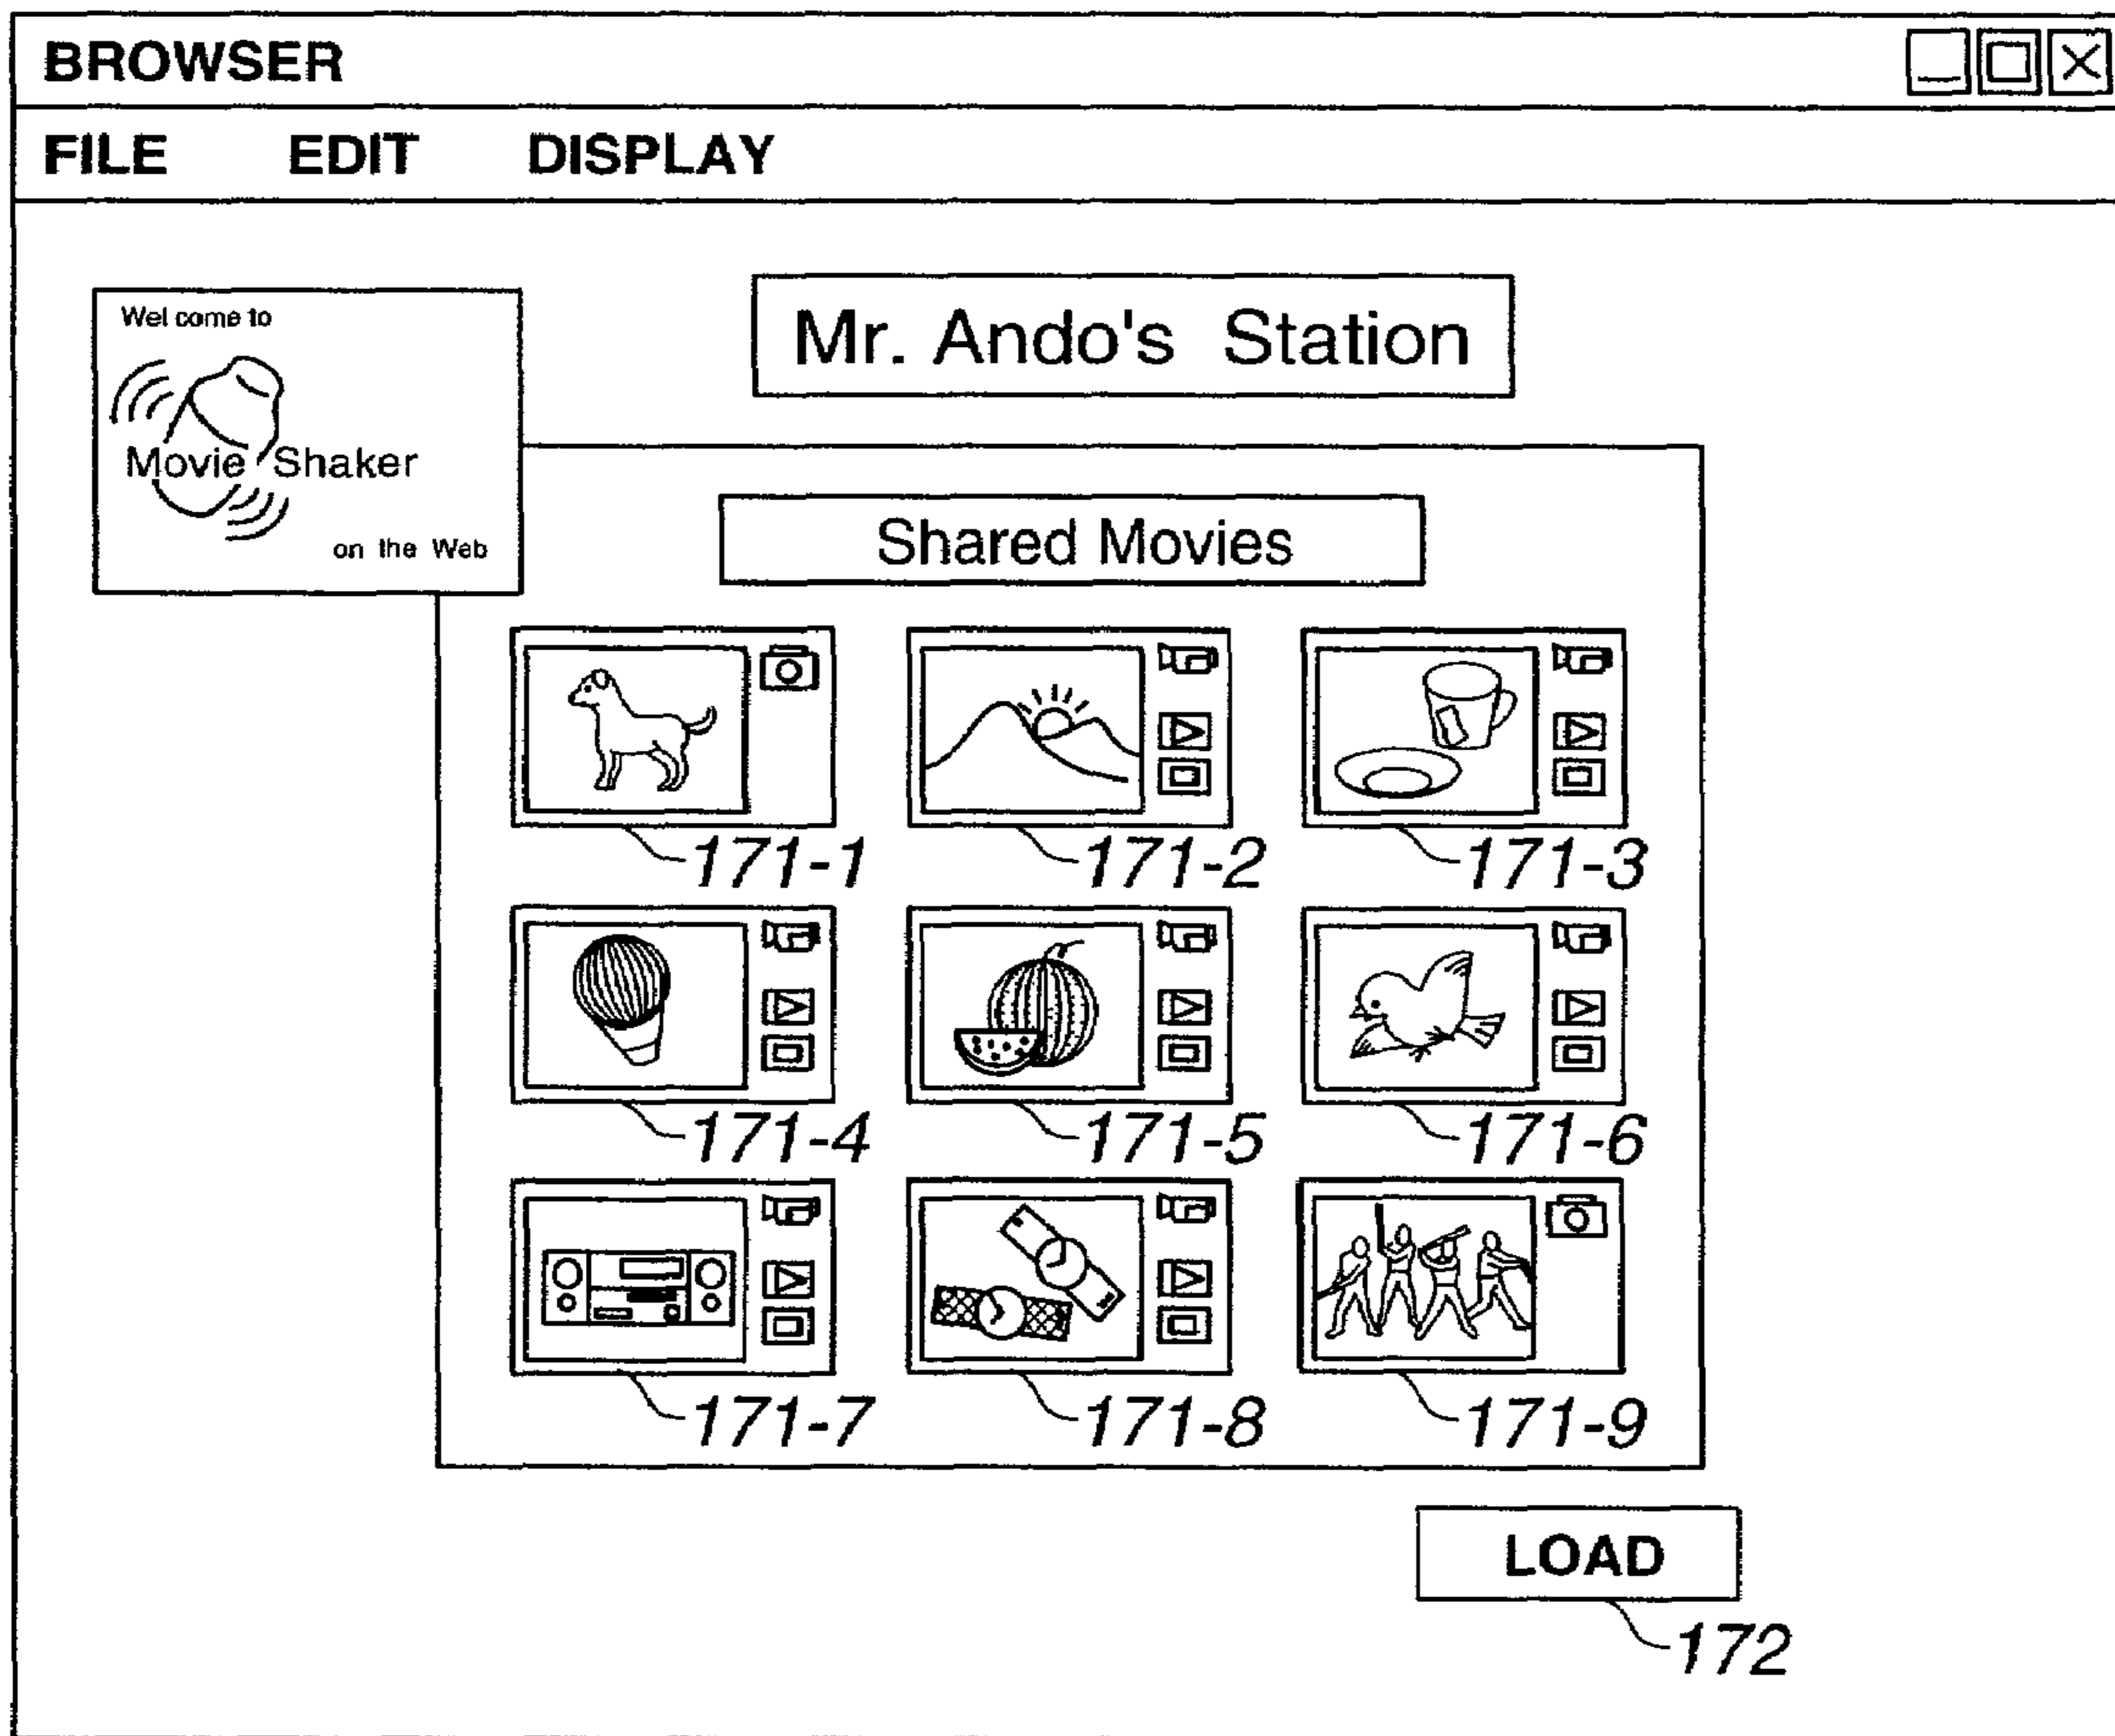 BROWSER
FILE EDIT DISPLAY
Wel come to
Movie Shaker
on the Web
Mr. Ando's Station
Shared Movies
171-1 171-2 171-3
171-4 171-5 171-6
171-7 171-8 171-9
LOAD
172